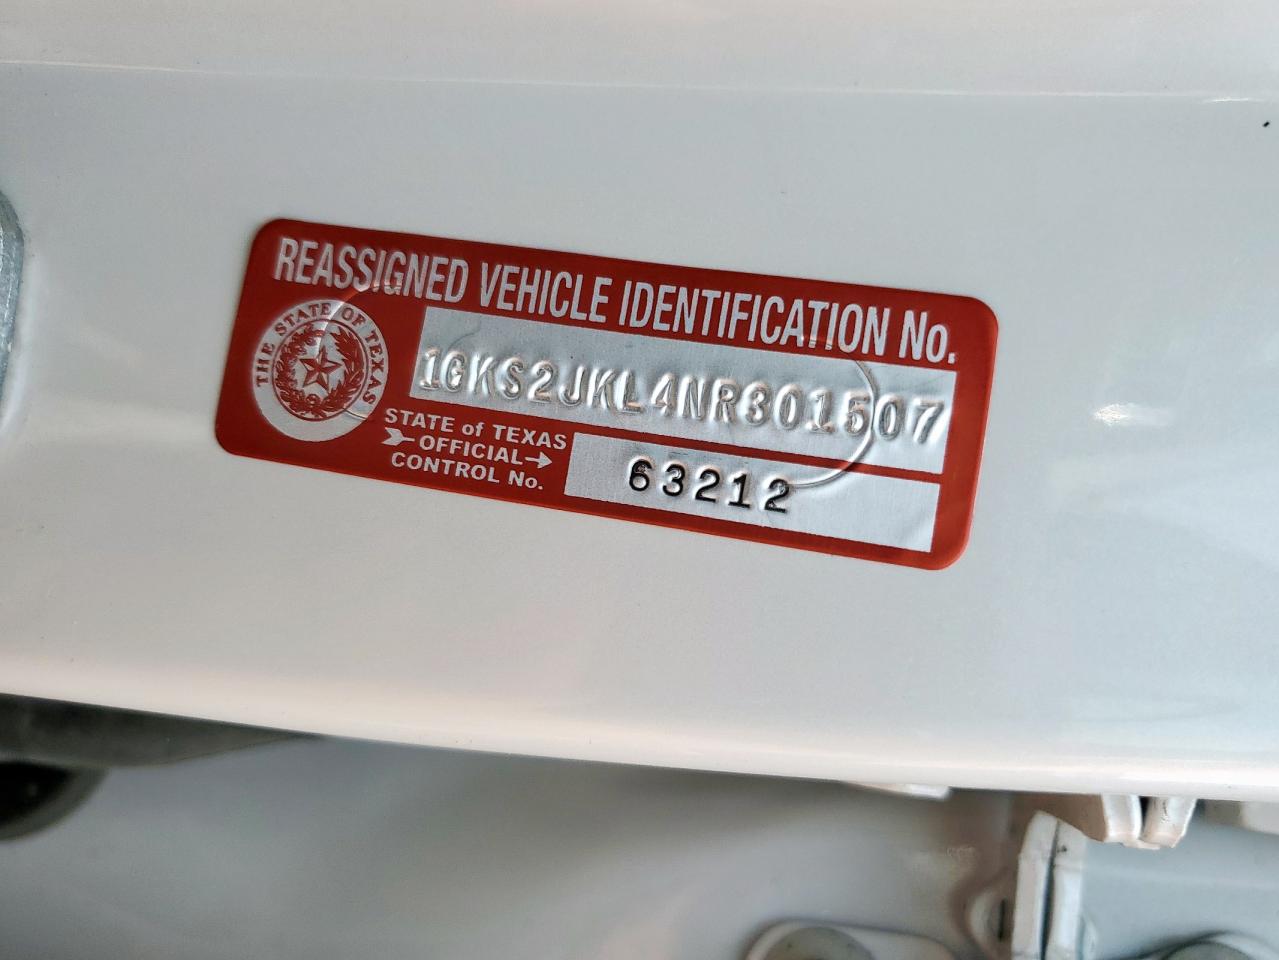 REASSIGNED VEHICLE IDENTIFICATION No.
THE STATE OF TEXAS
1GKS2JKL4NR301507
STATE of TEXAS
OFFICIAL
CONTROL No.
63212